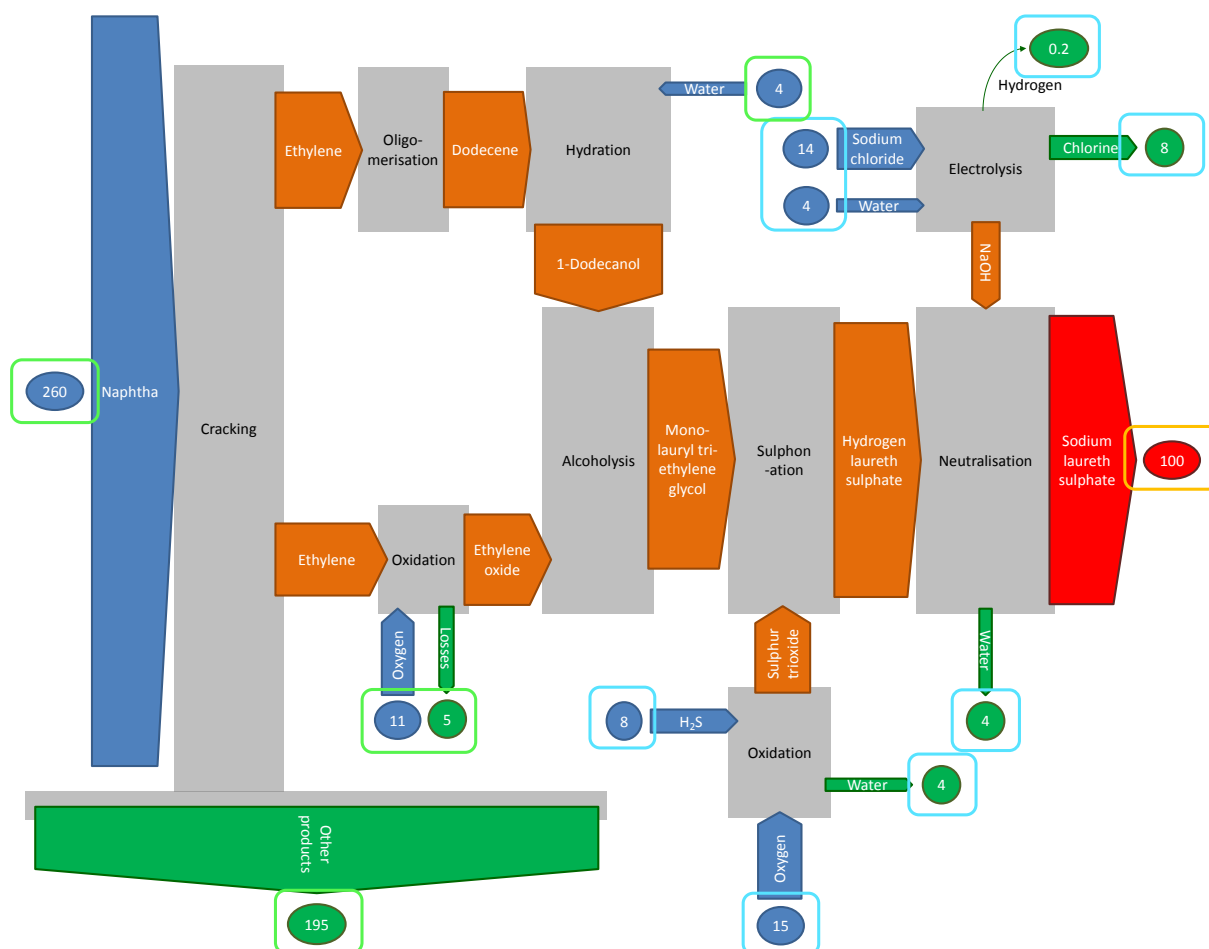 0.2
Hydrogen
Water
4
Ethylene
Oligo-
merisation
Dodecene
Hydration
14
Sodium
chloride
Electrolysis
Chlorine
8
4
Water
1-Dodecanol
NaOH
260
Naphtha
Cracking
Alcoholysis
Mono-
lauryl tri-
ethylene
glycol
Sulphon
-ation
Hydrogen
laureth
sulphate
Neutralisation
Sodium
laureth
sulphate
100
Ethylene
Oxidation
Ethylene
oxide
Oxygen
Losses
11
5
Sulphur
trioxide
Water
4
8
H₂S
Oxidation
Water
4
Oxygen
15
Other
products
195